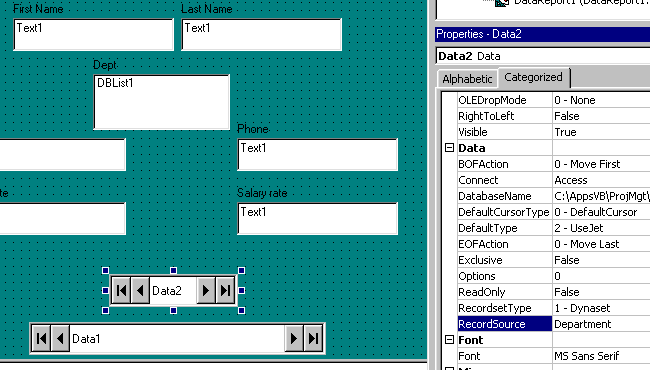 First Name Last Name
Text1 Text1
Dept
DBList1
Phone
Text1
Salary rate
Text1
Data2
Data1
DataReport1 (DataReport1.
Properties - Data2
Data2 Data
Alphabetic Categorized
OLEDropMode 0 - None
RightToLeft False
Visible True
Data
BOFAction 0 - Move First
Connect Access
DatabaseName C:\AppsVB\ProjMgt\
DefaultCursorType 0 - DefaultCursor
DefaultType 2 - UseJet
EOFAction 0 - Move Last
Exclusive False
Options 0
ReadOnly False
RecordsetType 1 - Dynaset
RecordSource Department
Font
Font MS Sans Serif